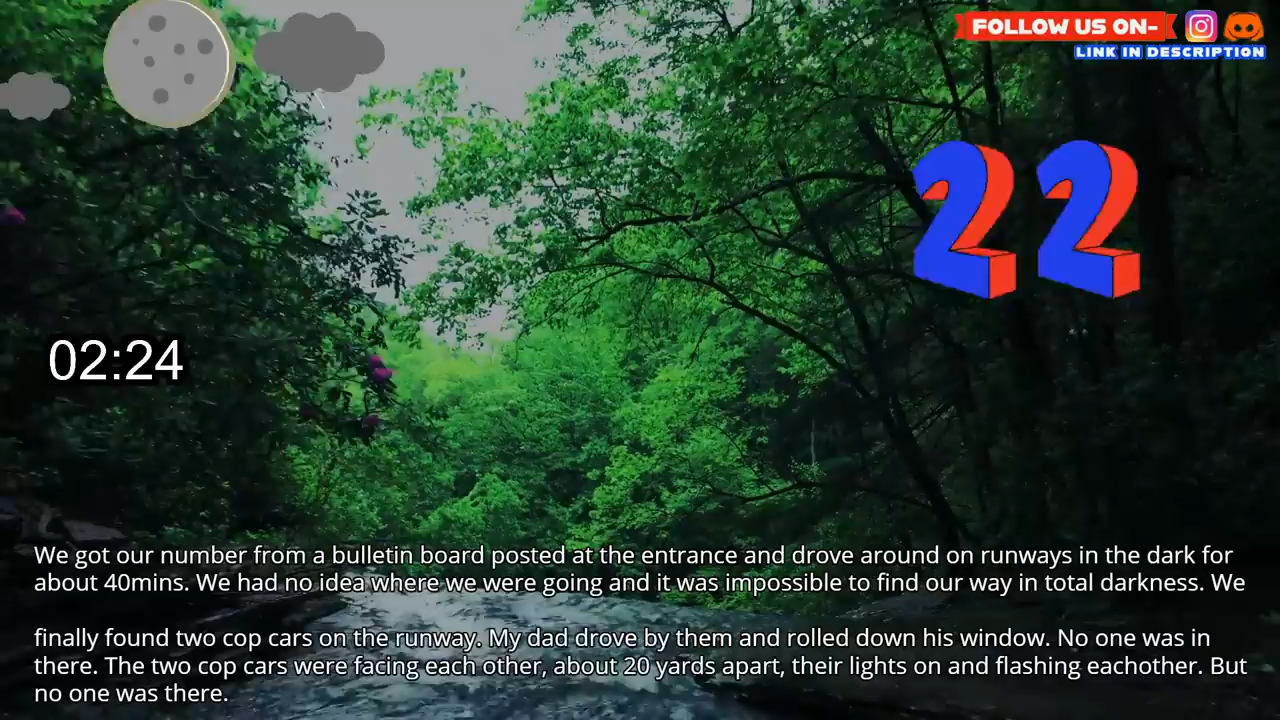 FOLLOW US ON-
LINK IN DESCRIPTION
22
02:24
We got our number from a bulletin board posted at the entrance and drove around on runways in the dark for
about 40mins. We had no idea where we were going and it was impossible to find our way in total darkness. We
finally found two cop cars on the runway. My dad drove by them and rolled down his window. No one was in
there. The two cop cars were facing each other, about 20 yards apart, their lights on and flashing eachother. But
no one was there.